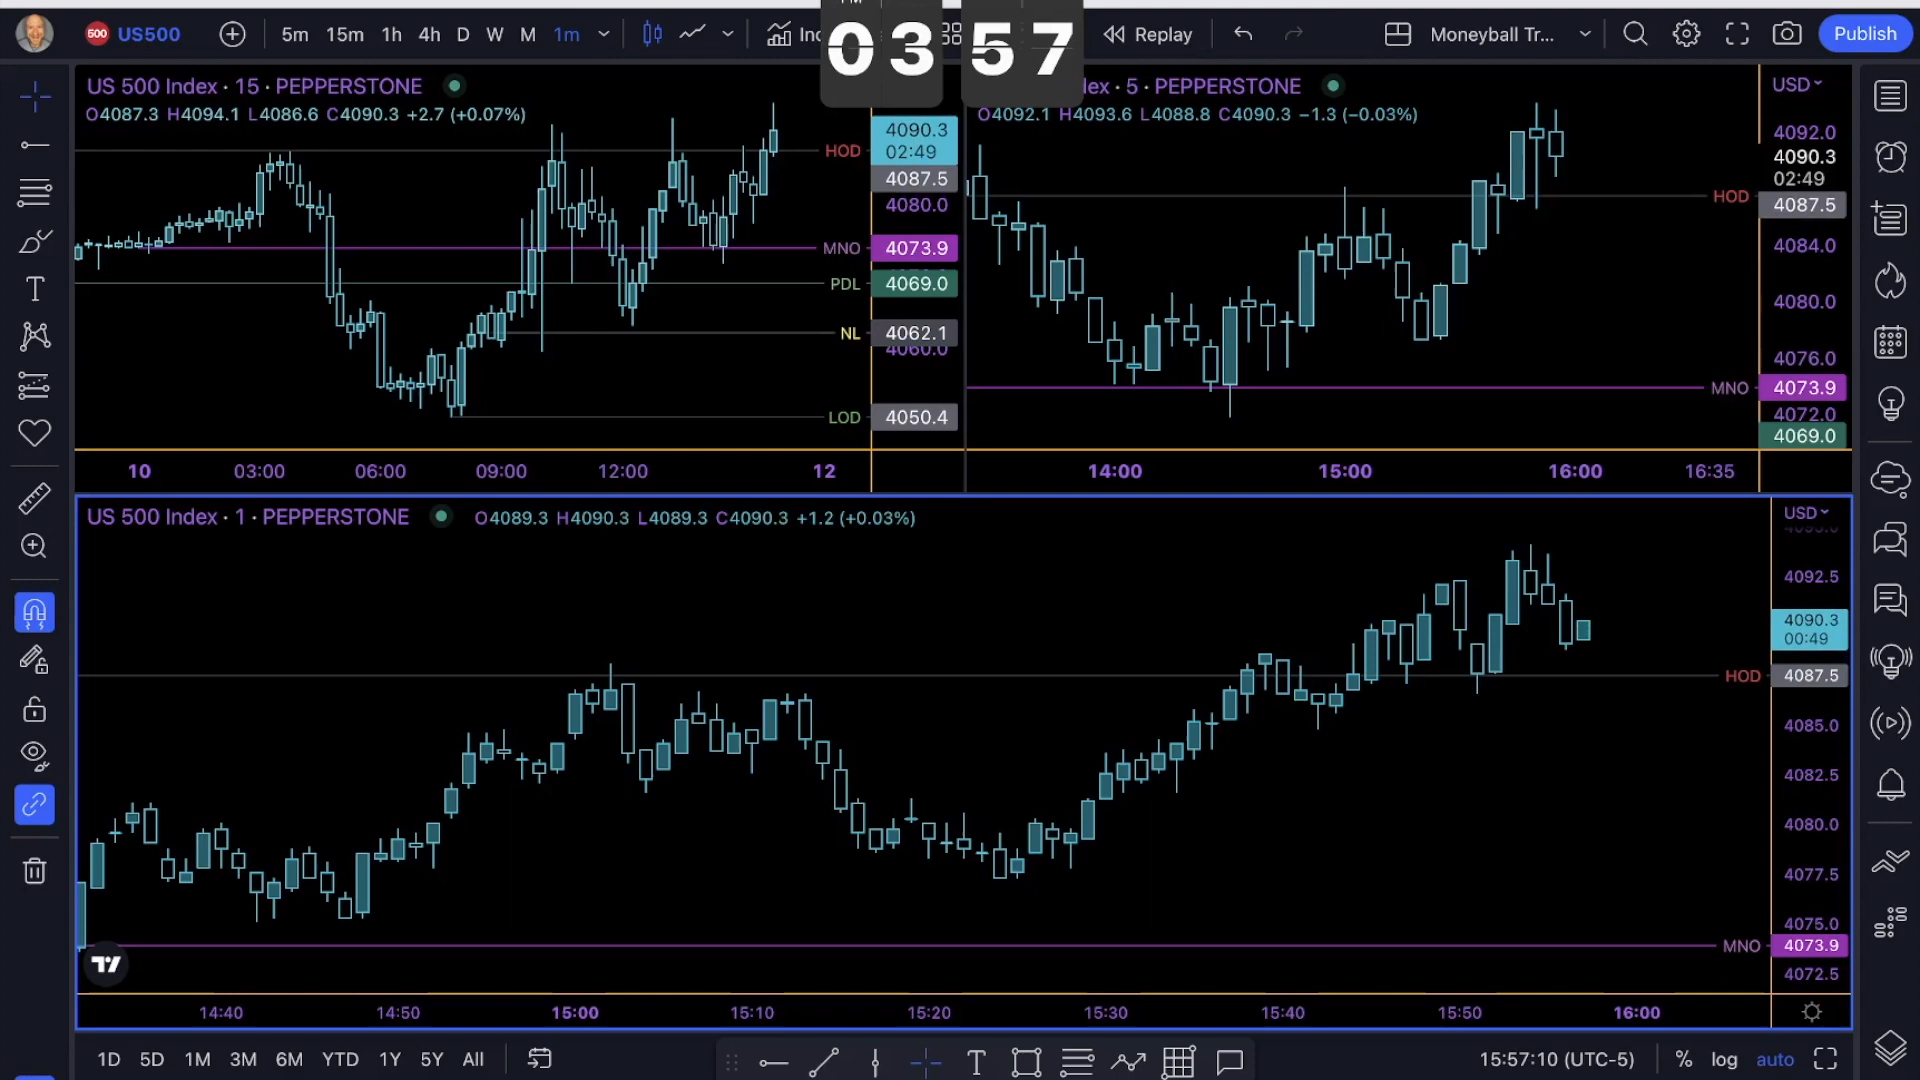 500 US500
5m 15m 1h 4h D W M 1m
03 57
Replay
Moneyball Tr...
Publish
US 500 Index · 15 · PEPPERSTONE
O4087.3 H4094.1 L4086.6 C4090.3 +2.7 (+0.07%)
HOD
MNO
PDL
NL
LOD
4090.3
02:49
4087.5
4080.0
4073.9
4069.0
4062.1
4060.0
4050.4
10 03:00 06:00 09:00 12:00 12
dex · 5 · PEPPERSTONE
O4092.1 H4093.6 L4088.8 C4090.3 −1.3 (−0.03%)
USD
4092.0
4090.3
02:49
HOD 4087.5
4084.0
4080.0
4076.0
MNO 4073.9
4072.0
4069.0
14:00 15:00 16:00 16:35
US 500 Index · 1 · PEPPERSTONE
O4089.3 H4090.3 L4089.3 C4090.3 +1.2 (+0.03%)
USD
4092.5
4090.3
00:49
HOD 4087.5
4085.0
4082.5
4080.0
4077.5
4075.0
MNO 4073.9
4072.5
14:40 14:50 15:00 15:10 15:20 15:30 15:40 15:50 16:00
1D 5D 1M 3M 6M YTD 1Y 5Y All
15:57:10 (UTC-5) % log auto